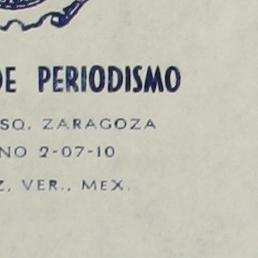 DE PERIODISMO
SQ. ZARAGOZA
NO 2-07-10
Z, VER., MEX.